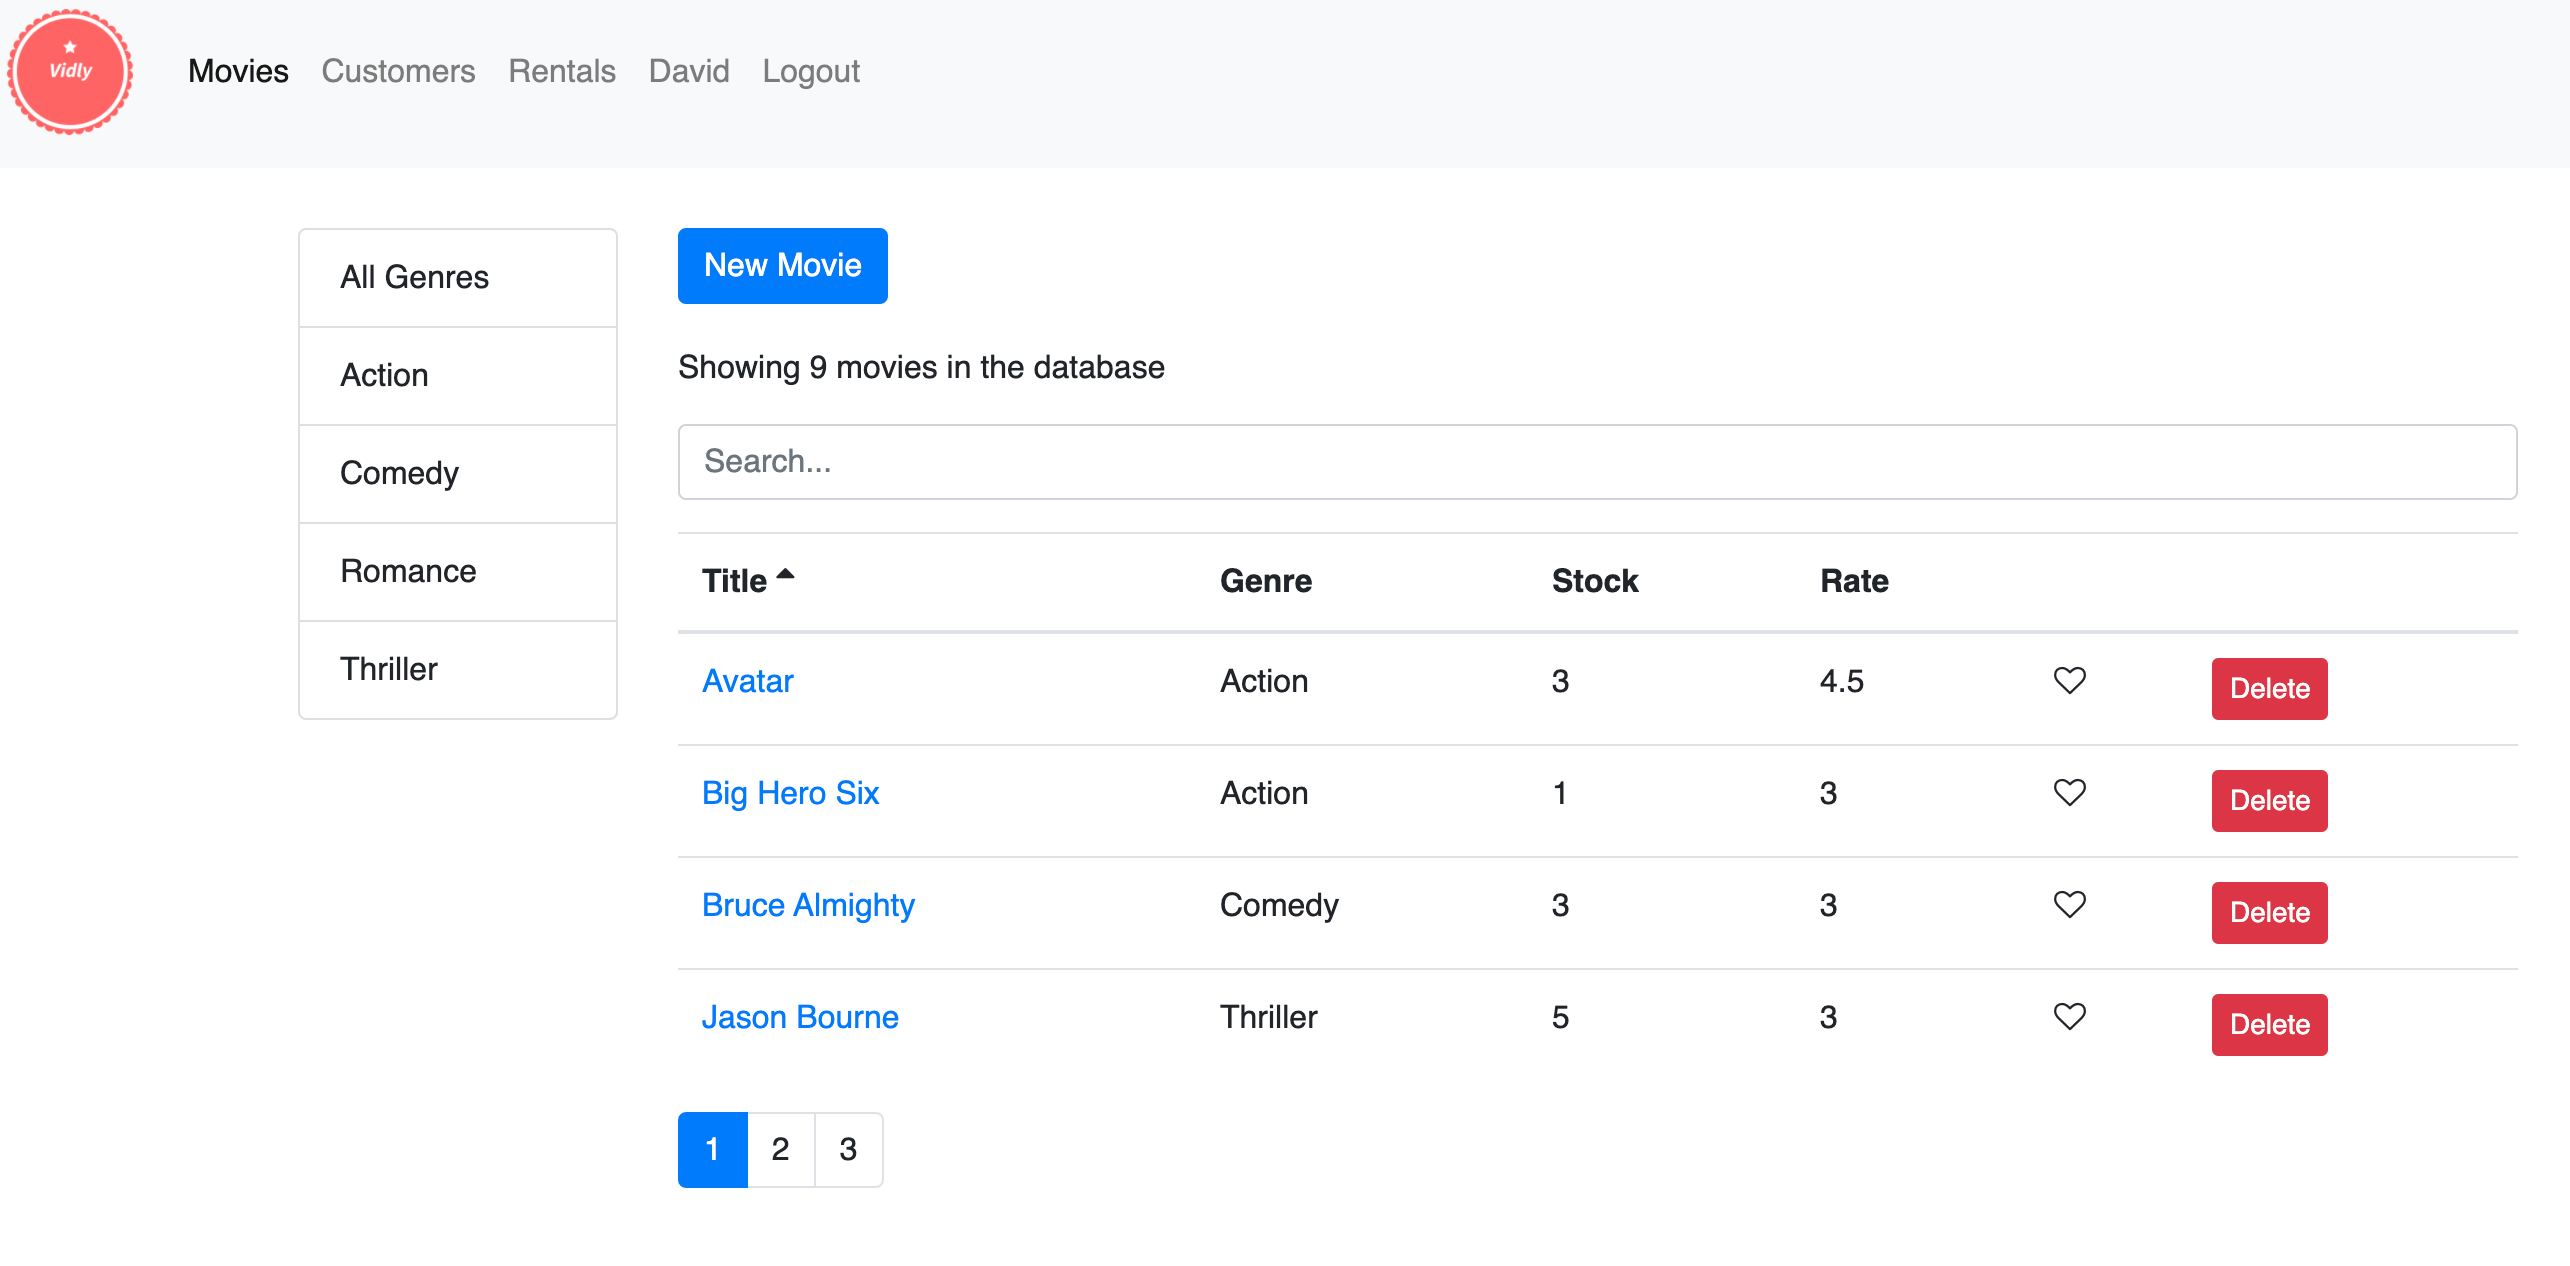 Vidly
Movies Customers Rentals David Logout
All Genres
Action
Comedy
Romance
Thriller
New Movie
Showing 9 movies in the database
Search...
Title Genre Stock Rate
Avatar Action 3 4.5 Delete
Big Hero Six Action 1 3 Delete
Bruce Almighty Comedy 3 3 Delete
Jason Bourne Thriller 5 3 Delete
1 2 3